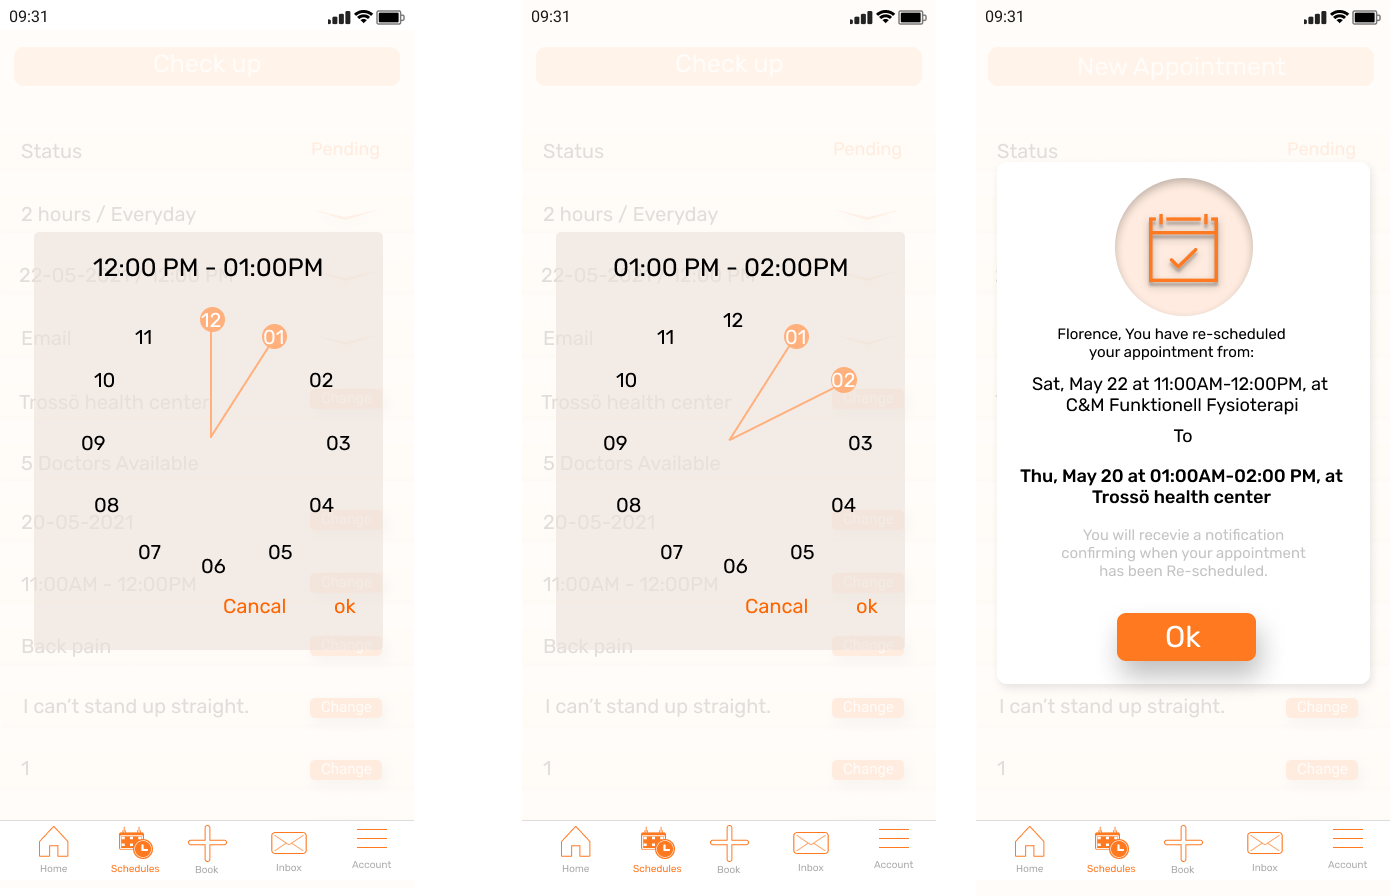 09:31
Check up
Status
Pending
2 hours / Everyday
22-05-2021 / 12:00 PM
12:00 PM - 01:00PM
12
11
01
Email
10
02
Trossö health center
Change
09
03
5 Doctors Available
08
04
20-05-2021
Change
07
05
06
11:00AM - 12:00PM
Change
Cancal
ok
Back pain
Change
I can't stand up straight.
Change
1
Change
Home
Schedules
Book
Inbox
Account
09:31
Check up
Status
Pending
2 hours / Everyday
22-05-2021 / 12:00 PM
01:00 PM - 02:00PM
12
11
01
Email
10
02
Trossö health center
Change
09
03
5 Doctors Available
08
04
20-05-2021
Change
07
05
06
11:00AM - 12:00PM
Change
Cancal
ok
Back pain
Change
I can't stand up straight.
Change
1
Change
Home
Schedules
Book
Inbox
Account
09:31
New Appointment
Status
Pending
Florence, You have re-scheduled
your appointment from:
Sat, May 22 at 11:00AM-12:00PM, at
C&M Funktionell Fysioterapi
To
Thu, May 20 at 01:00AM-02:00 PM, at
Trossö health center
You will recevie a notification
confirming when your appointment
has been Re-scheduled.
Ok
I can't stand up straight.
Change
1
Change
Home
Schedules
Book
Inbox
Account